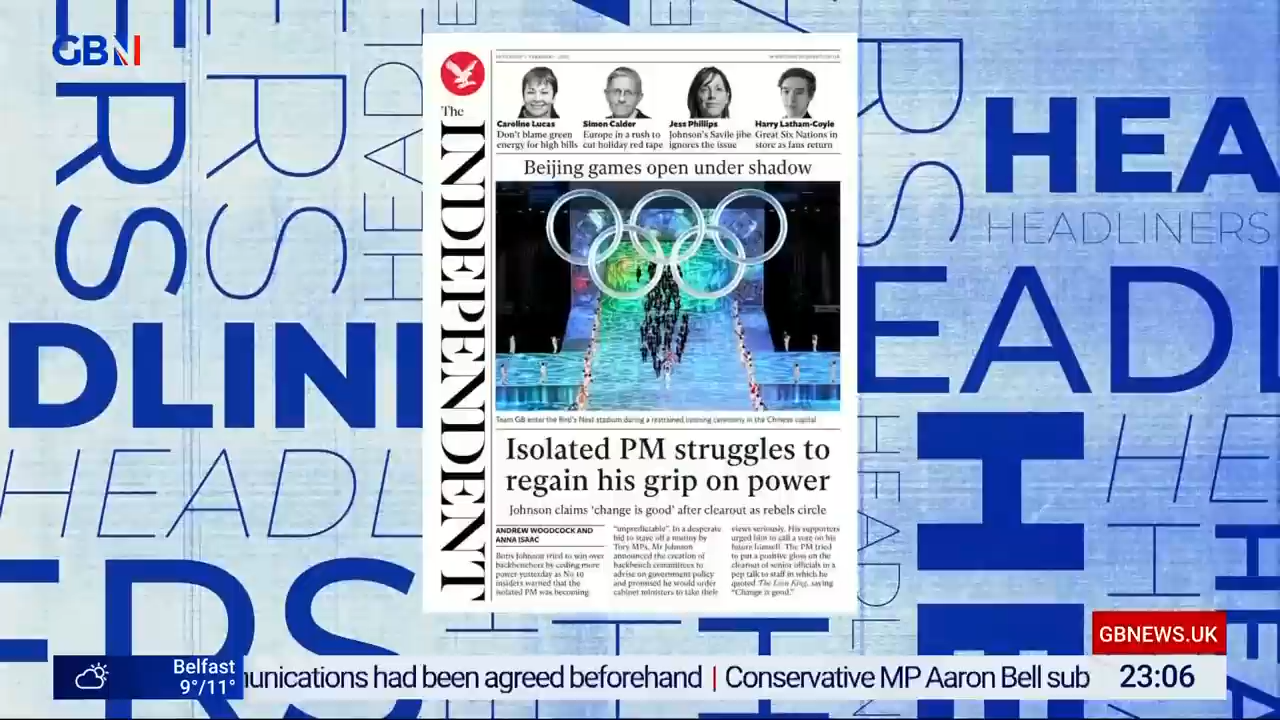 GBN
HEADLINERS
HEADL
DLIN
HEADL
ERS
ERS
RS
HEA
HEADLINERS
EADL
HEADL
The
INDEPENDENT
Caroline Lucas
Don't blame green
energy for high bills
Simon Calder
Europe in a rush to
cut holiday red tape
Jess Phillips
Johnson's Savile jibe
ignores the issue
Harry Latham-Coyle
Great Six Nations in
store as fans return
Beijing games open under shadow
Team GB enter the Bird's Nest stadium during a restrained opening ceremony in the Chinese capital
Isolated PM struggles to
regain his grip on power
Johnson claims 'change is good' after clearout as rebels circle
ANDREW WOODCOCK AND
ANNA ISAAC
Boris Johnson tried to win over
backbenchers by ceding more
power yesterday as No 10
insiders warned that the
isolated PM was becoming
"unpredictable". In a desperate
bid to stave off a mutiny by
Tory MPs, Mr Johnson
announced the creation of
backbench committees to
advise on government policy
and promised he would order
cabinet ministers to take their
views seriously. His supporters
urged him to call a vote on his
future himself. The PM tried
to put a positive gloss on the
clearout of senior officials in a
pep talk to staff in which he
quoted The Lion King, saying
"Change is good."
GBNEWS.UK
Belfast
9°/11°
unications had been agreed beforehand | Conservative MP Aaron Bell sub
23:06